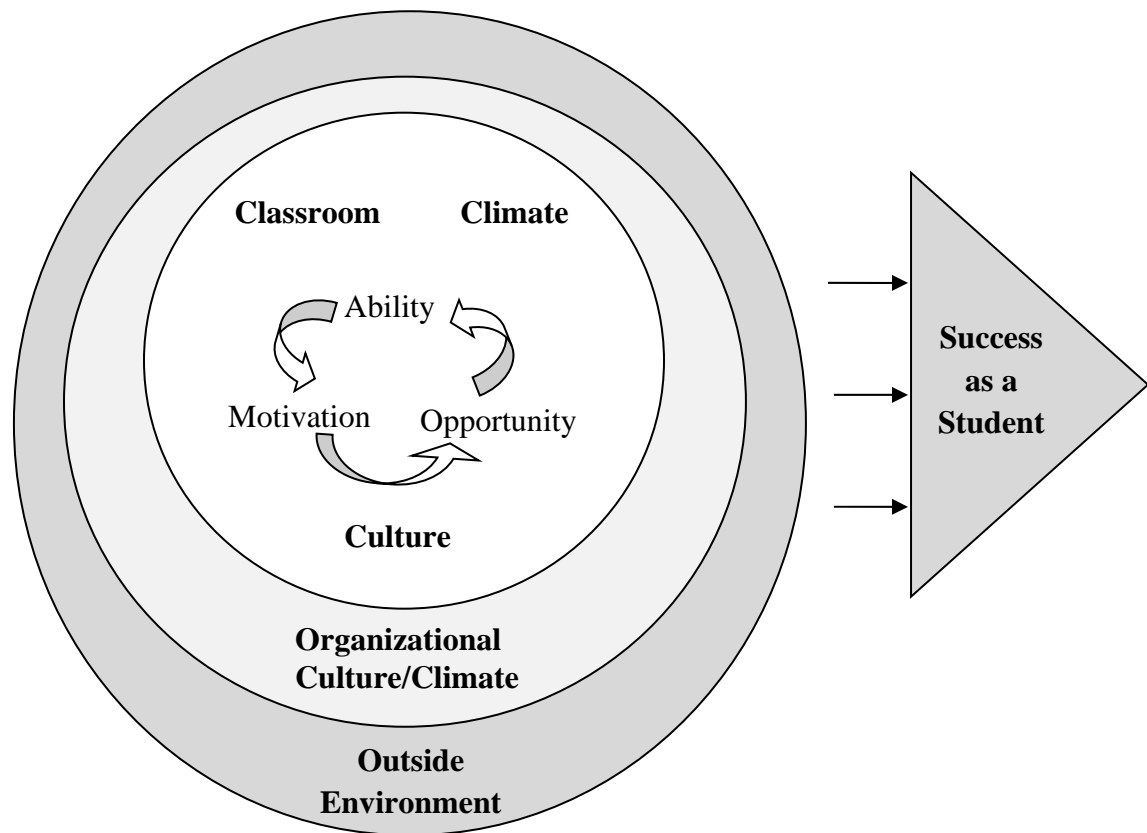 Classroom Climate
Ability
Motivation Opportunity
Culture
Organizational
Culture/Climate
Outside
Environment
Success
as a
Student